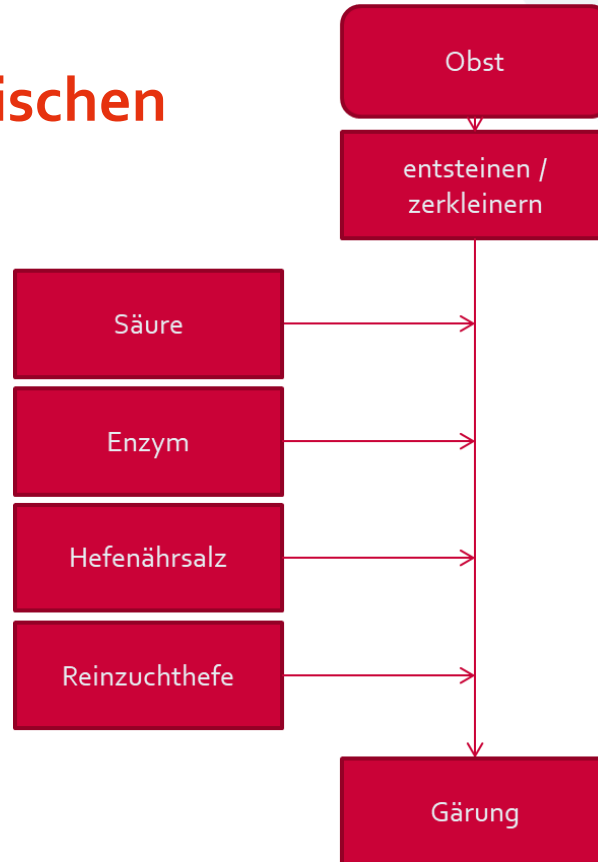 ischen
Obst
entsteinen /
zerkleinern
Säure
Enzym
Hefenährsalz
Reinzuchthefe
Gärung